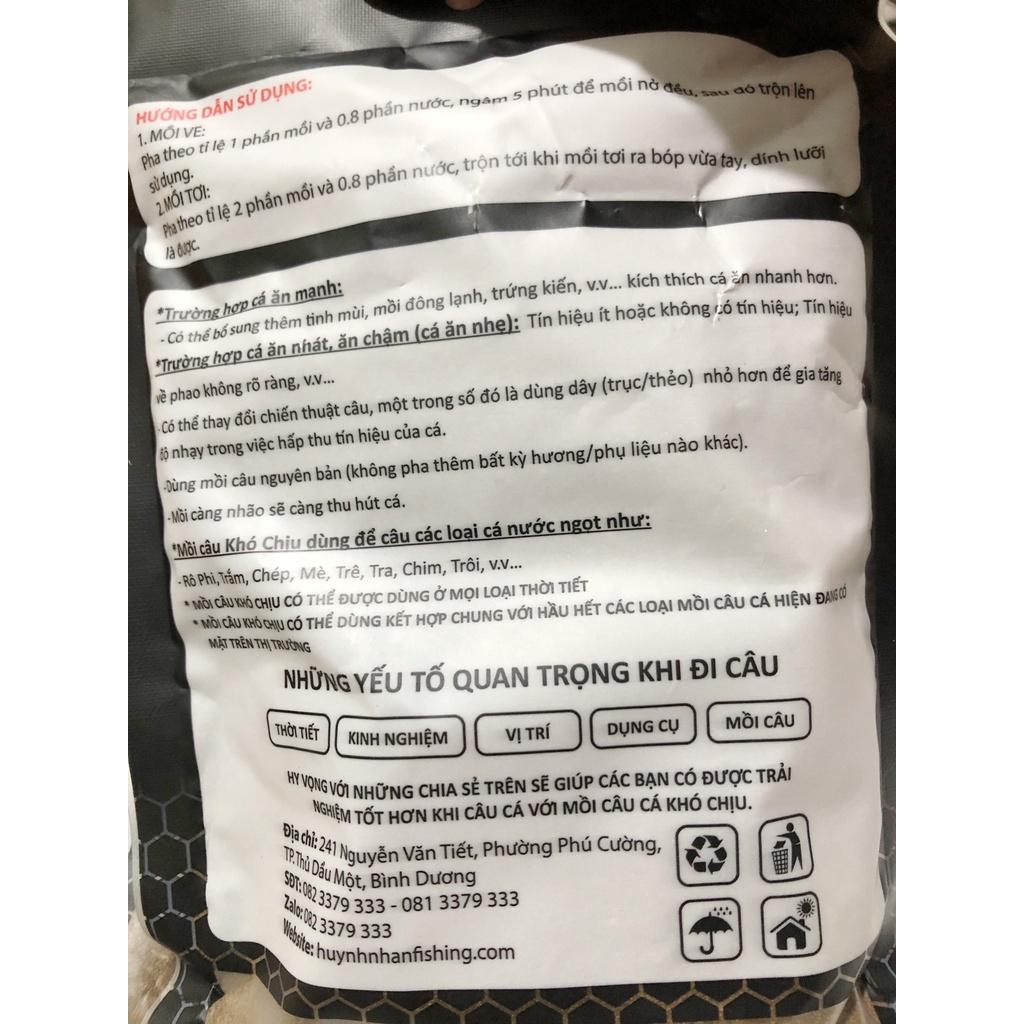 HƯỚNG DẪN SỬ DỤNG:
1. MỒI VE:
Pha theo tỉ lệ 1 phần mồi và 0.8 phần nước, ngâm 5 phút để mồi nở đều, sau đó trộn lên
sử dụng.
2.MỒI TƠI:
Pha theo tỉ lệ 2 phần mồi và 0.8 phần nước, trộn tới khi mồi tơi ra bóp vừa tay, dính lưỡi
là được.
*Trường hợp cá ăn mạnh:
- Có thể bổ sung thêm tinh mùi, mồi đông lạnh, trứng kiến, v.v... kích thích cá ăn nhanh hơn.
*Trường hợp cá ăn nhát, ăn chậm (cá ăn nhẹ): Tín hiệu ít hoặc không có tín hiệu; Tín hiệu
về phao không rõ ràng, v.v...
-Có thể thay đổi chiến thuật câu, một trong số đó là dùng dây (trục/thẻo) nhỏ hơn để gia tăng
độ nhạy trong việc hấp thu tín hiệu của cá.
-Dùng mồi câu nguyên bản (không pha thêm bất kỳ hương/phụ liệu nào khác).
-Mồi càng nhão sẽ càng thu hút cá.
*Mồi câu Khó Chịu dùng để câu các loại cá nước ngọt như:
- Rô Phi,Trắm, Chép, Mè, Trê, Tra, Chim, Trôi, v.v...
* MỒI CÂU KHÓ CHỊU CÓ THỂ ĐƯỢC DÙNG Ở MỌI LOẠI THỜI TIẾT
* MỒI CÂU KHÓ CHỊU CÓ THỂ DÙNG KẾT HỢP CHUNG VỚI HẦU HẾT CÁC LOẠI MỒI CÂU CÁ HIỆN ĐANG CÓ
MẶT TRÊN THỊ TRƯỜNG
NHỮNG YẾU TỐ QUAN TRỌNG KHI ĐI CÂU
THỜI TIẾT KINH NGHIỆM VỊ TRÍ DỤNG CỤ MỒI CÂU
HY VỌNG VỚI NHỮNG CHIA SẺ TRÊN SẼ GIÚP CÁC BẠN CÓ ĐƯỢC TRẢI
NGHIỆM TỐT HƠN KHI CÂU CÁ VỚI MỒI CÂU CÁ KHÓ CHỊU.
Địa chỉ: 241 Nguyễn Văn Tiết, Phường Phú Cường,
TP.Thủ Dầu Một, Bình Dương
SĐT: 082 3379 333 - 081 3379 333
Zalo: 082 3379 333
Website: huynhnhanfishing.com